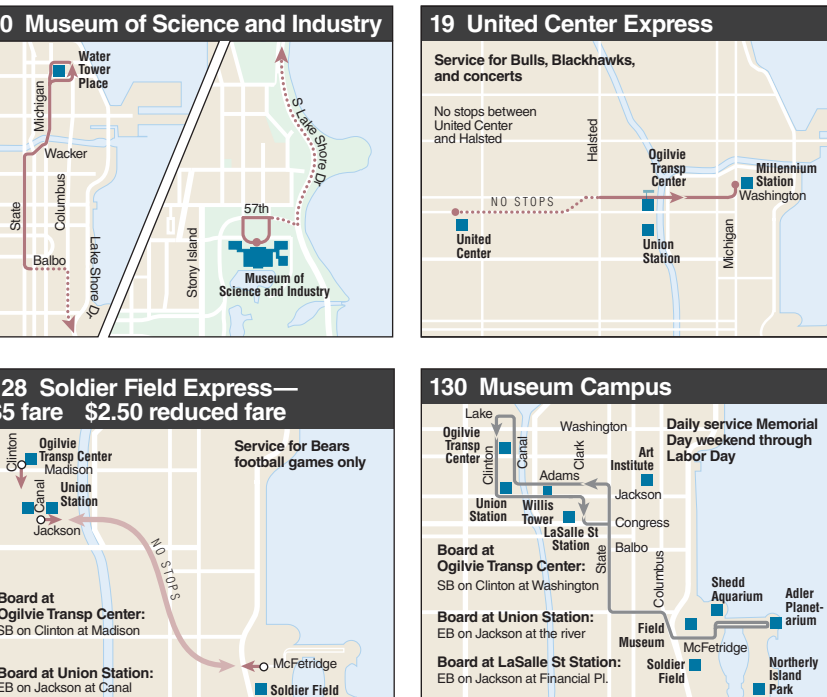 0 Museum of Science and Industry
Water
Tower
Place
Michigan
Wacker
State
Columbus
Balbo
Lake Shore Dr
S Lake Shore Dr
57th
Stony Island
Museum of
Science and Industry
19 United Center Express
Service for Bulls, Blackhawks,
and concerts
No stops between
United Center
and Halsted
Halsted
Ogilvie
Transp
Center
Millennium
Station
Washington
NO STOPS
United
Center
Union
Station
Michigan
28 Soldier Field Express—
$5 fare $2.50 reduced fare
Clinton
Ogilvie
Transp Center
Madison
Canal
Union
Station
Jackson
Service for Bears
football games only
NO STOPS
Board at
Ogilvie Transp Center:
SB on Clinton at Madison
Board at Union Station:
EB on Jackson at Canal
McFetridge
Soldier Field
130 Museum Campus
Lake
Ogilvie
Transp
Center
Clinton
Canal
Washington
Clark
Daily service Memorial
Day weekend through
Labor Day
Art
Institute
Adams
Jackson
Union
Station
Willis
Tower
LaSalle St
Station
Congress
State
Balbo
Columbus
Board at
Ogilvie Transp Center:
SB on Clinton at Washington
Board at Union Station:
EB on Jackson at the river
Board at LaSalle St Station:
EB on Jackson at Financial Pl.
Shedd
Aquarium
Adler
Planet-
arium
Field
Museum
McFetridge
Soldier
Field
Northerly
Island
Park